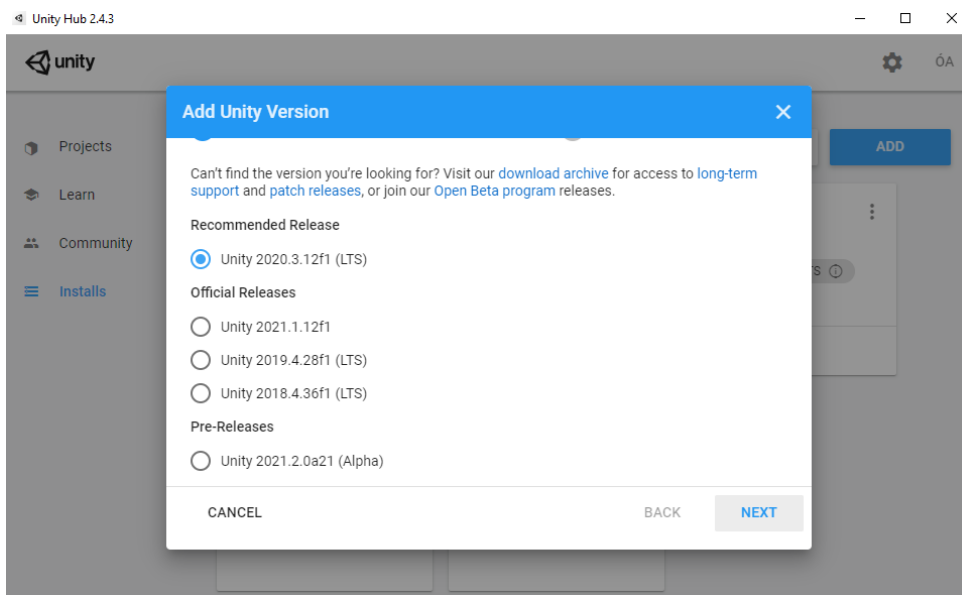 Unity Hub 2.4.3
unity
ÓA
Add Unity Version
Projects
ADD
Can't find the version you're looking for? Visit our download archive for access to long-term
support and patch releases, or join our Open Beta program releases.
Learn
Recommended Release
Community
Unity 2020.3.12f1 (LTS)
Installs
Official Releases
Unity 2021.1.12f1
Unity 2019.4.28f1 (LTS)
Unity 2018.4.36f1 (LTS)
Pre-Releases
Unity 2021.2.0a21 (Alpha)
CANCEL
BACK
NEXT